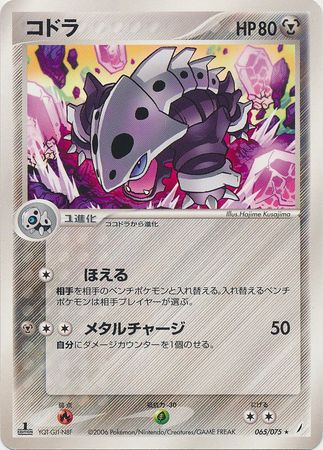 コドラ HP80
Illus.Hajime Kusajima
1進化
ココドラから進化
ほえる
相手を相手のベンチポケモンと入れ替える。入れ替えるベンチ
ポケモンは相手プレイヤーが選ぶ。
メタルチャージ 50
自分にダメージカウンターを1個のせる。
弱点 抵抗力 -30 にげる
1 EDITION YQT-GJI-N8F ©2006 Pokémon/Nintendo/Creatures/GAME FREAK 065/075 ★